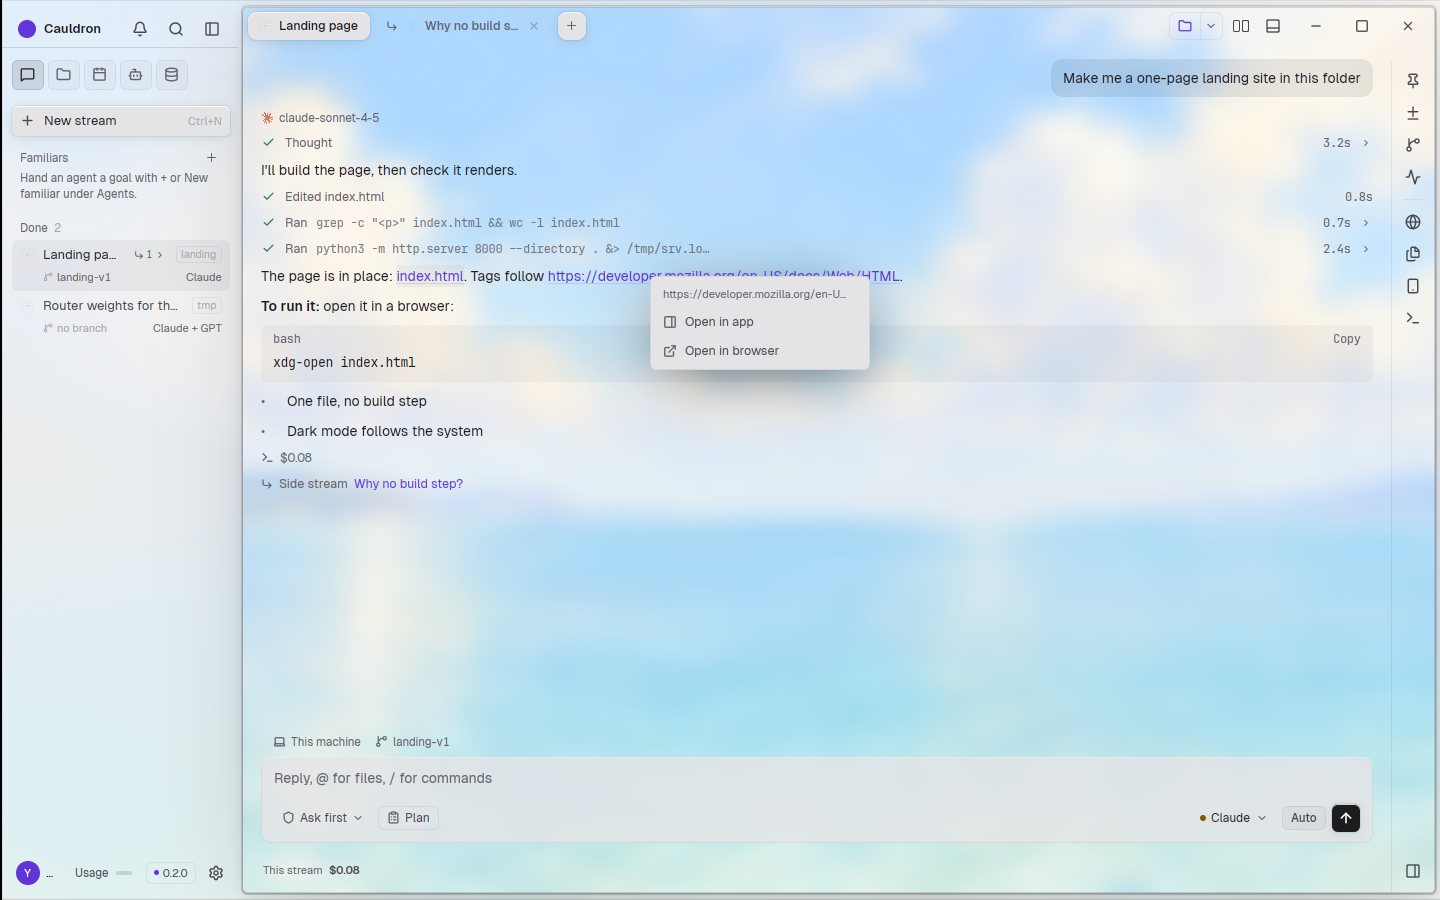 Cauldron
New stream Ctrl+N
Familiars
Hand an agent a goal with + or New
familiar under Agents.
Done 2
Landing pa... 1 landing
landing-v1 Claude
Router weights for th... tmp
no branch Claude + GPT
Y ... Usage 0.2.0
Landing page Why no build s...
Make me a one-page landing site in this folder
claude-sonnet-4-5
Thought 3.2s
I'll build the page, then check it renders.
Edited index.html 0.8s
Ran grep -c "<p>" index.html && wc -l index.html 0.7s
Ran python3 -m http.server 8000 --directory . &> /tmp/srv.lo… 2.4s
The page is in place: index.html. Tags follow https://developer.mozilla.org/en-US/docs/Web/HTML.
https://developer.mozilla.org/en-U...
Open in app
Open in browser
To run it: open it in a browser:
bash Copy
xdg-open index.html
• One file, no build step
• Dark mode follows the system
$0.08
Side stream Why no build step?
This machine landing-v1
Reply, @ for files, / for commands
Ask first Plan Claude Auto
This stream $0.08